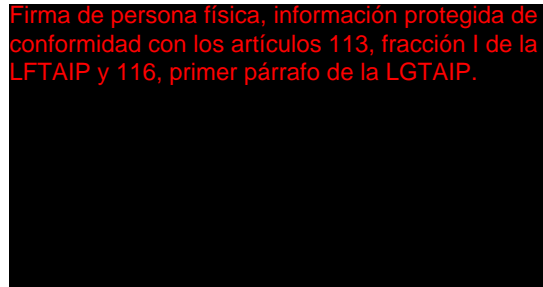 Firma de persona física, información protegida de
conformidad con los artículos 113, fracción I de la
LFTAIP y 116, primer párrafo de la LGTAIP.